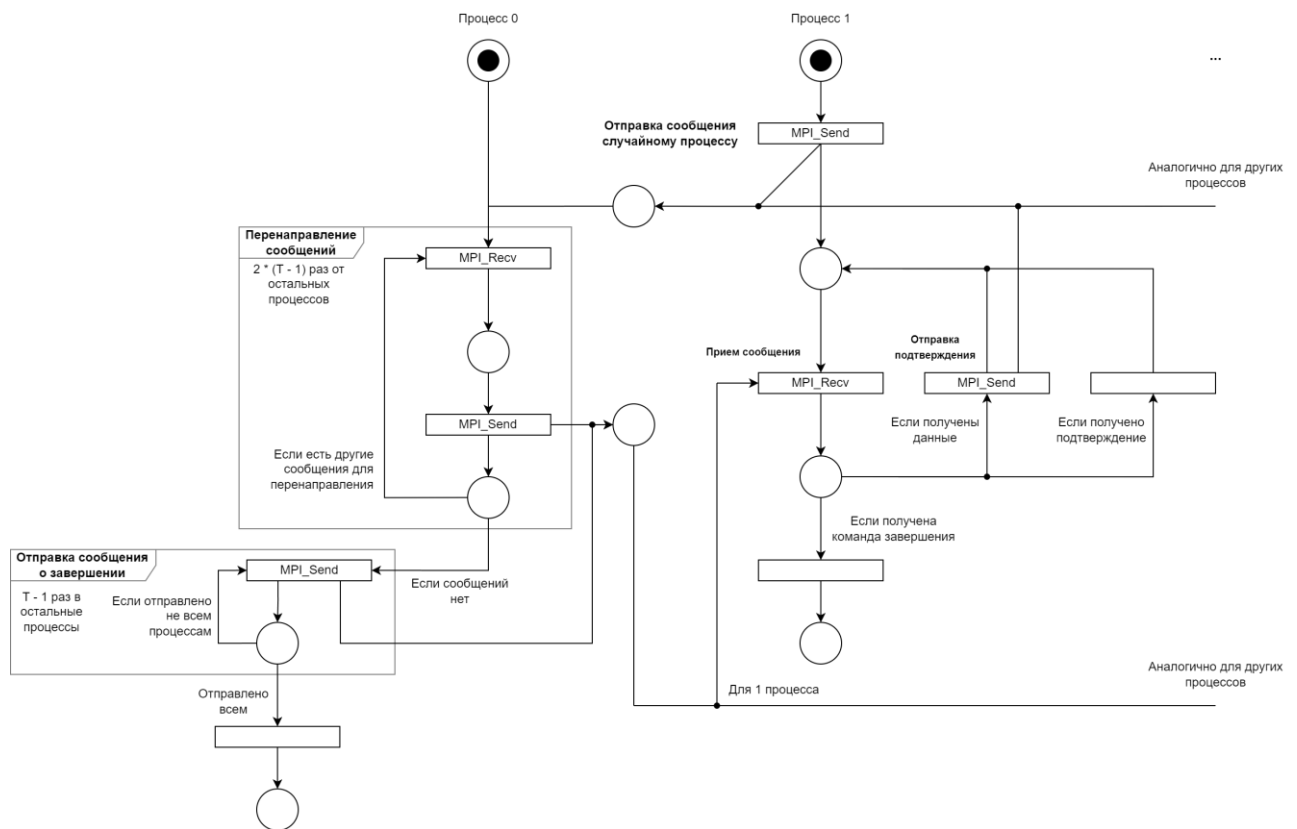 Процесс 0
Процесс 1
...
Отправка сообщения
случайному процессу
MPI_Send
Аналогично для других
процессов
Перенаправление
сообщений
2 * (T - 1) раз от
остальных
процессов
MPI_Recv
Прием сообщения
MPI_Recv
Отправка
подтверждения
MPI_Send
Если получены
данные
Если получено
подтверждение
MPI_Send
Если есть другие
сообщения для
перенаправления
Если получена
команда завершения
Отправка сообщения
о завершении
T - 1 раз в
остальные
процессы
MPI_Send
Если отправлено
не всем
процессам
Если сообщений
нет
Отправлено
всем
Для 1 процесса
Аналогично для других
процессов